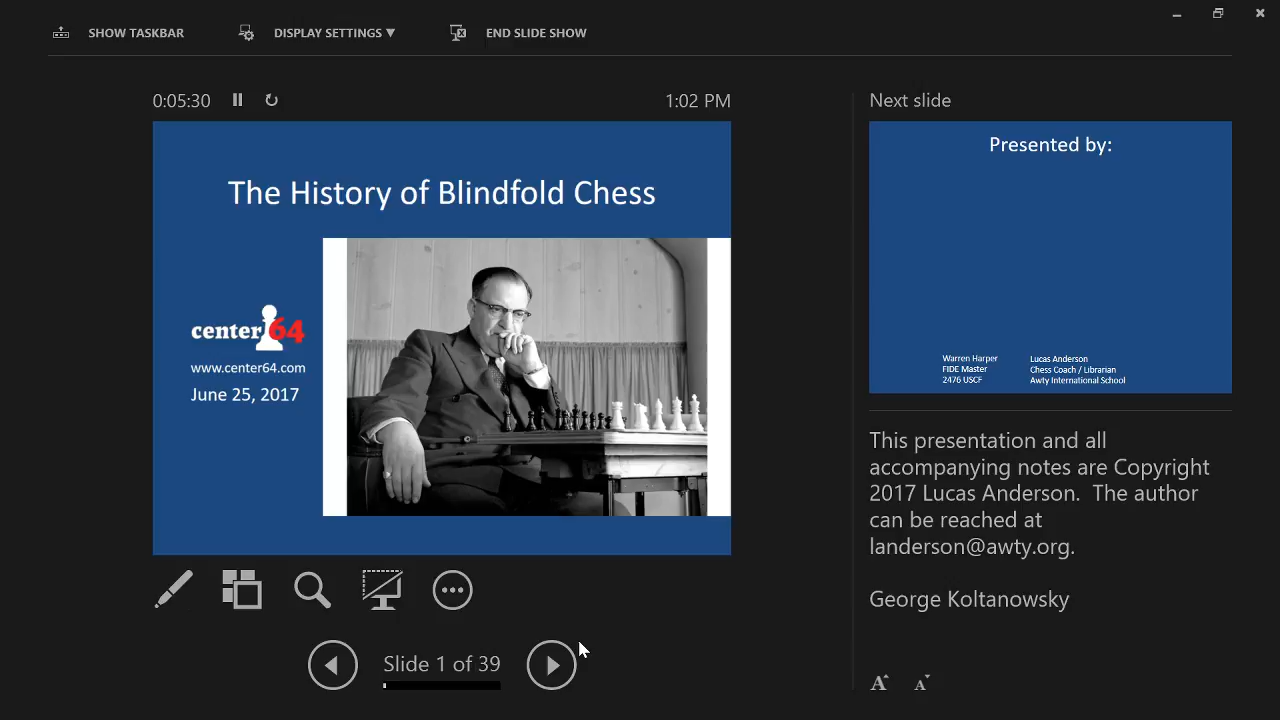 SHOW TASKBAR
DISPLAY SETTINGS ▼
END SLIDE SHOW
0:05:30
1:02 PM
The History of Blindfold Chess
center 64
www.center64.com
June 25, 2017
Slide 1 of 39
Next slide
Presented by:
Warren Harper
FIDE Master
2476 USCF
Lucas Anderson
Chess Coach / Librarian
Awty International School
This presentation and all
accompanying notes are Copyright
2017 Lucas Anderson.  The author
can be reached at
landerson@awty.org.
George Koltanowsky
A A